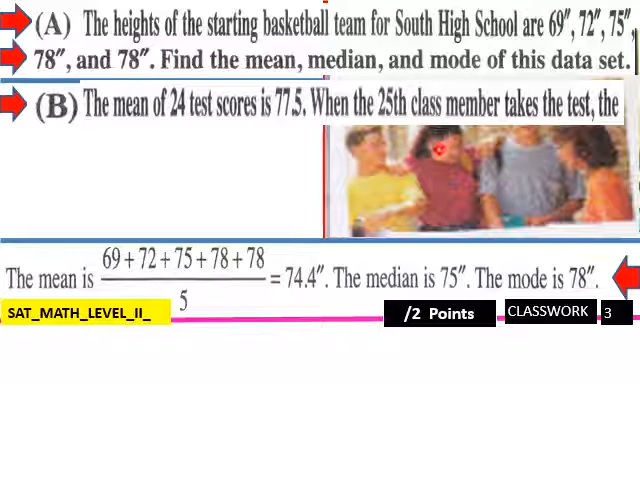 (A) The heights of the starting basketball team for South High School are 69″, 72″, 75″,
78″, and 78″. Find the mean, median, and mode of this data set.
(B) The mean of 24 test scores is 77.5. When the 25th class member takes the test, the
The mean is 69 + 72 + 75 + 78 + 78 / 5 = 74.4″. The median is 75″. The mode is 78″.
SAT_MATH_LEVEL_II_
/2 Points
CLASSWORK
3